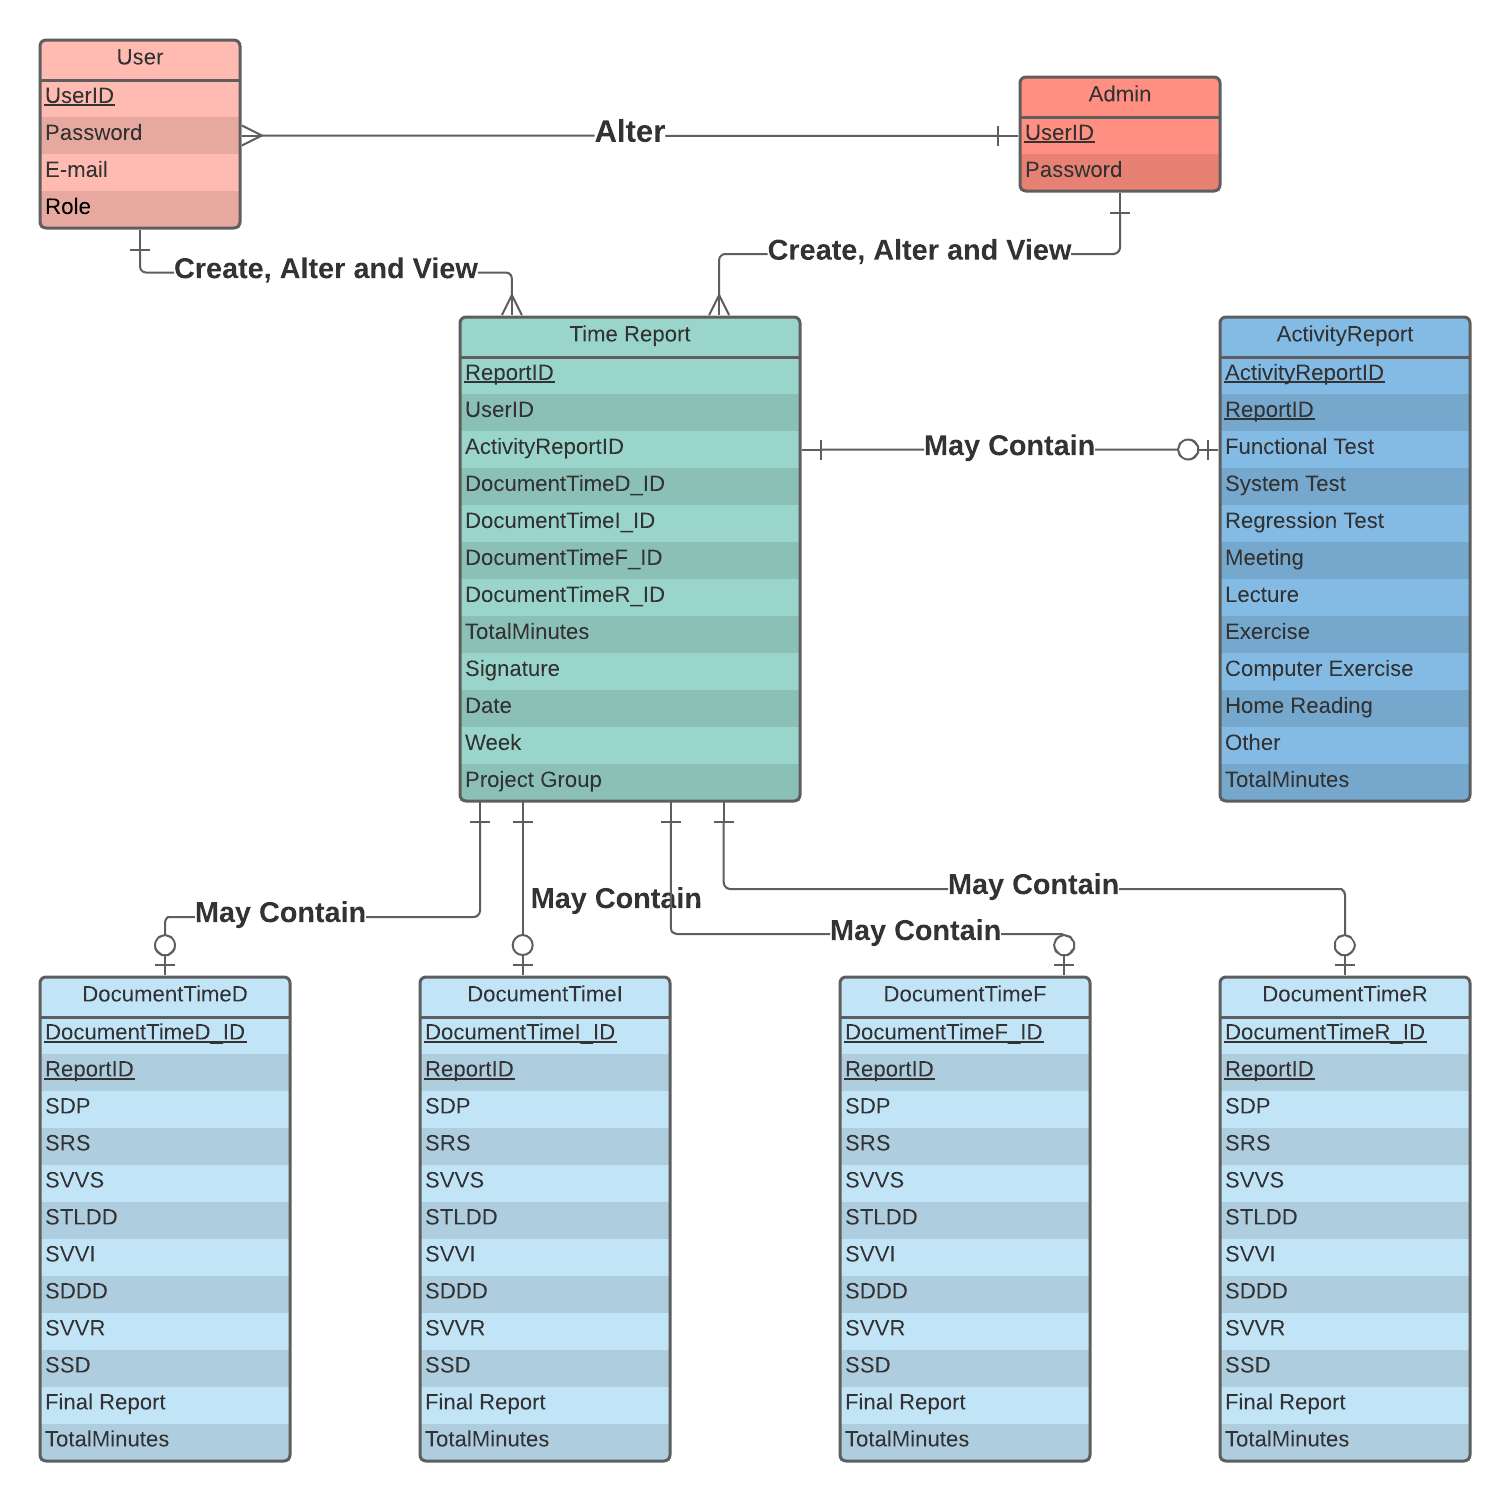 User
UserID
Password
E-mail
Role
Alter
Admin
UserID
Password
Create, Alter and View
Create, Alter and View
Time Report
ReportID
UserID
ActivityReportID
DocumentTimeD_ID
DocumentTimeI_ID
DocumentTimeF_ID
DocumentTimeR_ID
TotalMinutes
Signature
Date
Week
Project Group
May Contain
ActivityReport
ActivityReportID
ReportID
Functional Test
System Test
Regression Test
Meeting
Lecture
Exercise
Computer Exercise
Home Reading
Other
TotalMinutes
May Contain
May Contain
May Contain
May Contain
DocumentTimeD
DocumentTimeD_ID
ReportID
SDP
SRS
SVVS
STLDD
SVVI
SDDD
SVVR
SSD
Final Report
TotalMinutes
DocumentTimeI
DocumentTimeI_ID
ReportID
SDP
SRS
SVVS
STLDD
SVVI
SDDD
SVVR
SSD
Final Report
TotalMinutes
DocumentTimeF
DocumentTimeF_ID
ReportID
SDP
SRS
SVVS
STLDD
SVVI
SDDD
SVVR
SSD
Final Report
TotalMinutes
DocumentTimeR
DocumentTimeR_ID
ReportID
SDP
SRS
SVVS
STLDD
SVVI
SDDD
SVVR
SSD
Final Report
TotalMinutes